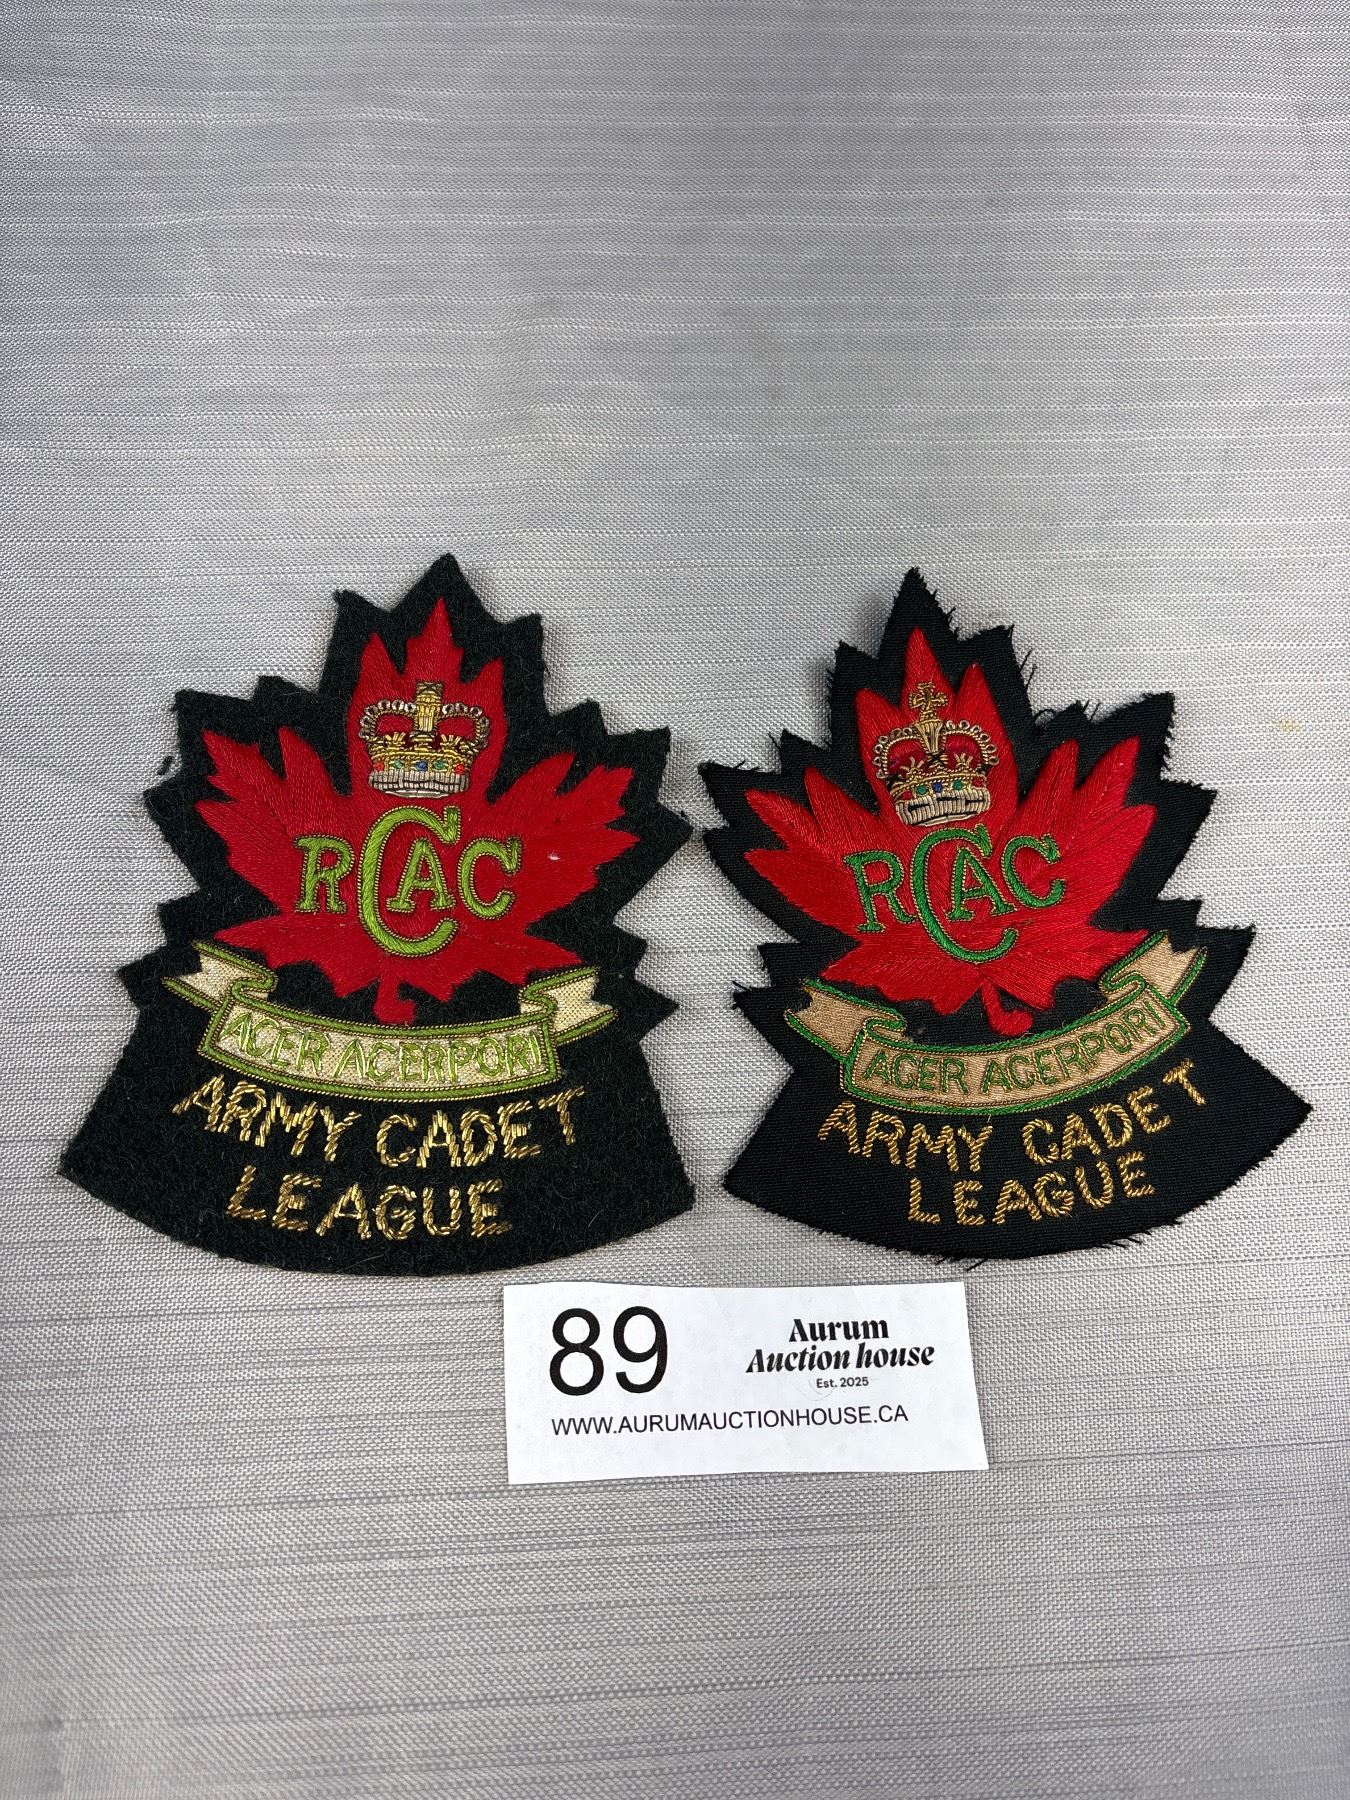 RCAC
ACER ACERPORI
ARMY CADET
LEAGUE
RCAC
ACER ACERPORI
ARMY CADET
LEAGUE
89
Aurum
Auction house
Est. 2025
WWW.AURUMAUCTIONHOUSE.CA